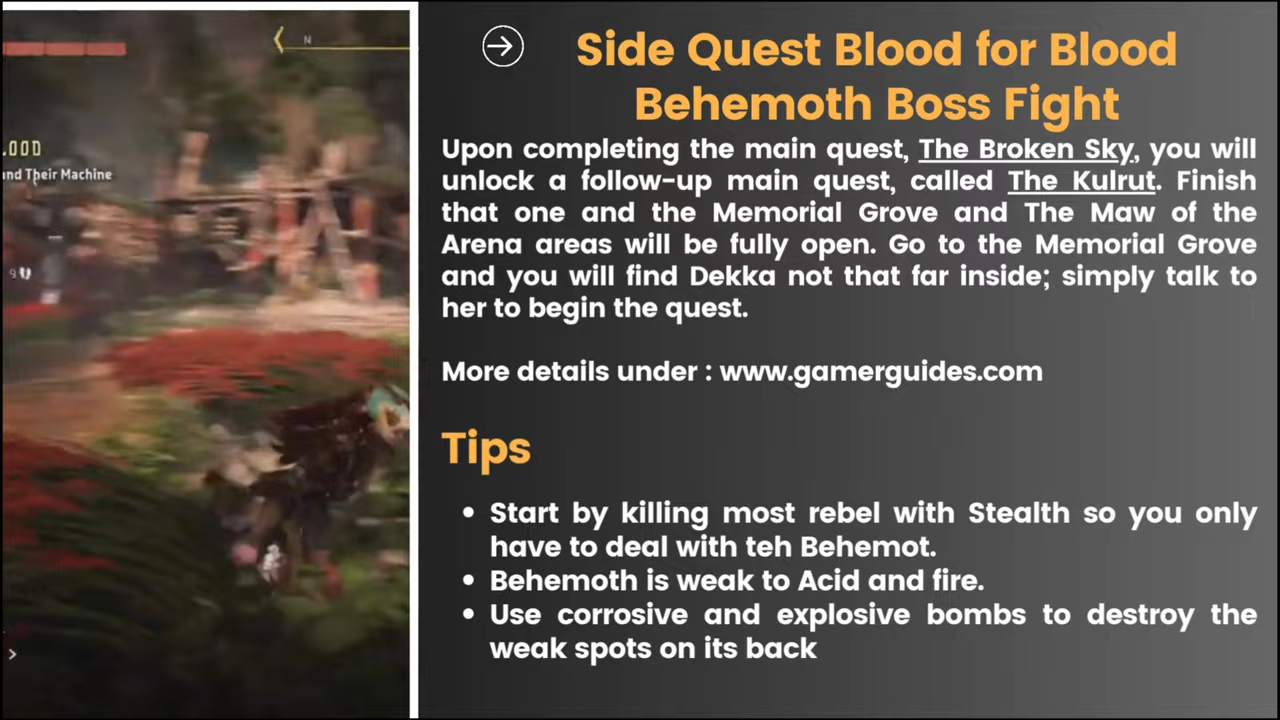 N
LOOD
and Their Machine
9
Side Quest Blood for Blood
Behemoth Boss Fight
Upon completing the main quest, The Broken Sky, you will
unlock a follow-up main quest, called The Kulrut. Finish
that one and the Memorial Grove and The Maw of the
Arena areas will be fully open. Go to the Memorial Grove
and you will find Dekka not that far inside; simply talk to
her to begin the quest.
More details under : www.gamerguides.com
Tips
• Start by killing most rebel with Stealth so you only
have to deal with teh Behemot.
• Behemoth is weak to Acid and fire.
• Use corrosive and explosive bombs to destroy the
weak spots on its back